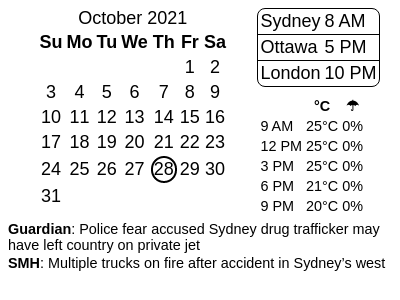 October 2021
Su Mo Tu We Th Fr Sa
1 2
3 4 5 6 7 8 9
10 11 12 13 14 15 16
17 18 19 20 21 22 23
24 25 26 27 28 29 30
31
Sydney 8 AM
Ottawa 5 PM
London 10 PM
°C ☂
9 AM 25°C 0%
12 PM 25°C 0%
3 PM 25°C 0%
6 PM 21°C 0%
9 PM 20°C 0%
Guardian: Police fear accused Sydney drug trafficker may
have left country on private jet
SMH: Multiple trucks on fire after accident in Sydney’s west